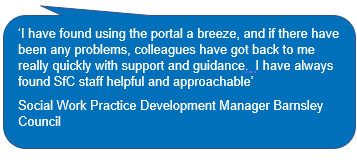 ‘I have found using the portal a breeze, and if there have
been any problems, colleagues have got back to me
really quickly with support and guidance.  I have always
found SfC staff helpful and approachable’
Social Work Practice Development Manager Barnsley
Council